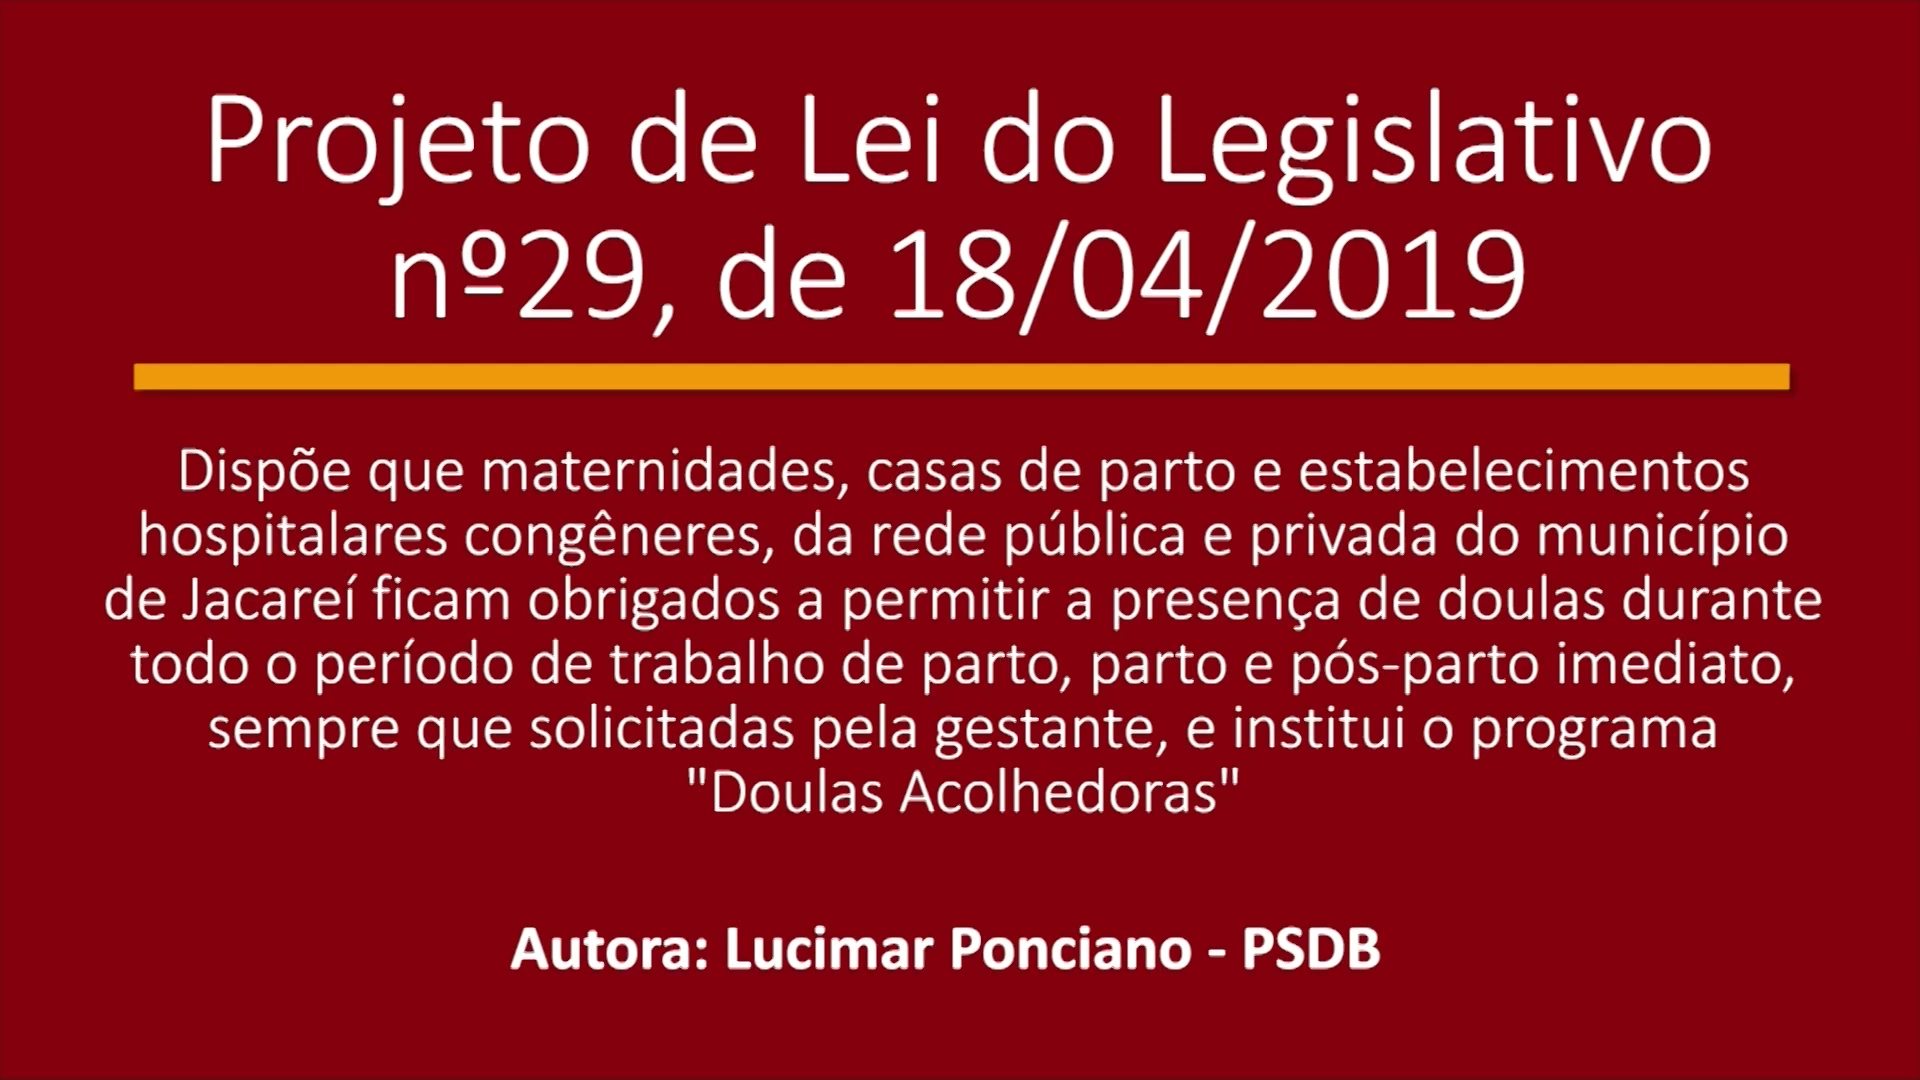 Projeto de Lei do Legislativo
nº29, de 18/04/2019
Dispõe que maternidades, casas de parto e estabelecimentos
hospitalares congêneres, da rede pública e privada do município
de Jacareí ficam obrigados a permitir a presença de doulas durante
todo o período de trabalho de parto, parto e pós-parto imediato,
sempre que solicitadas pela gestante, e institui o programa
"Doulas Acolhedoras"
Autora: Lucimar Ponciano - PSDB